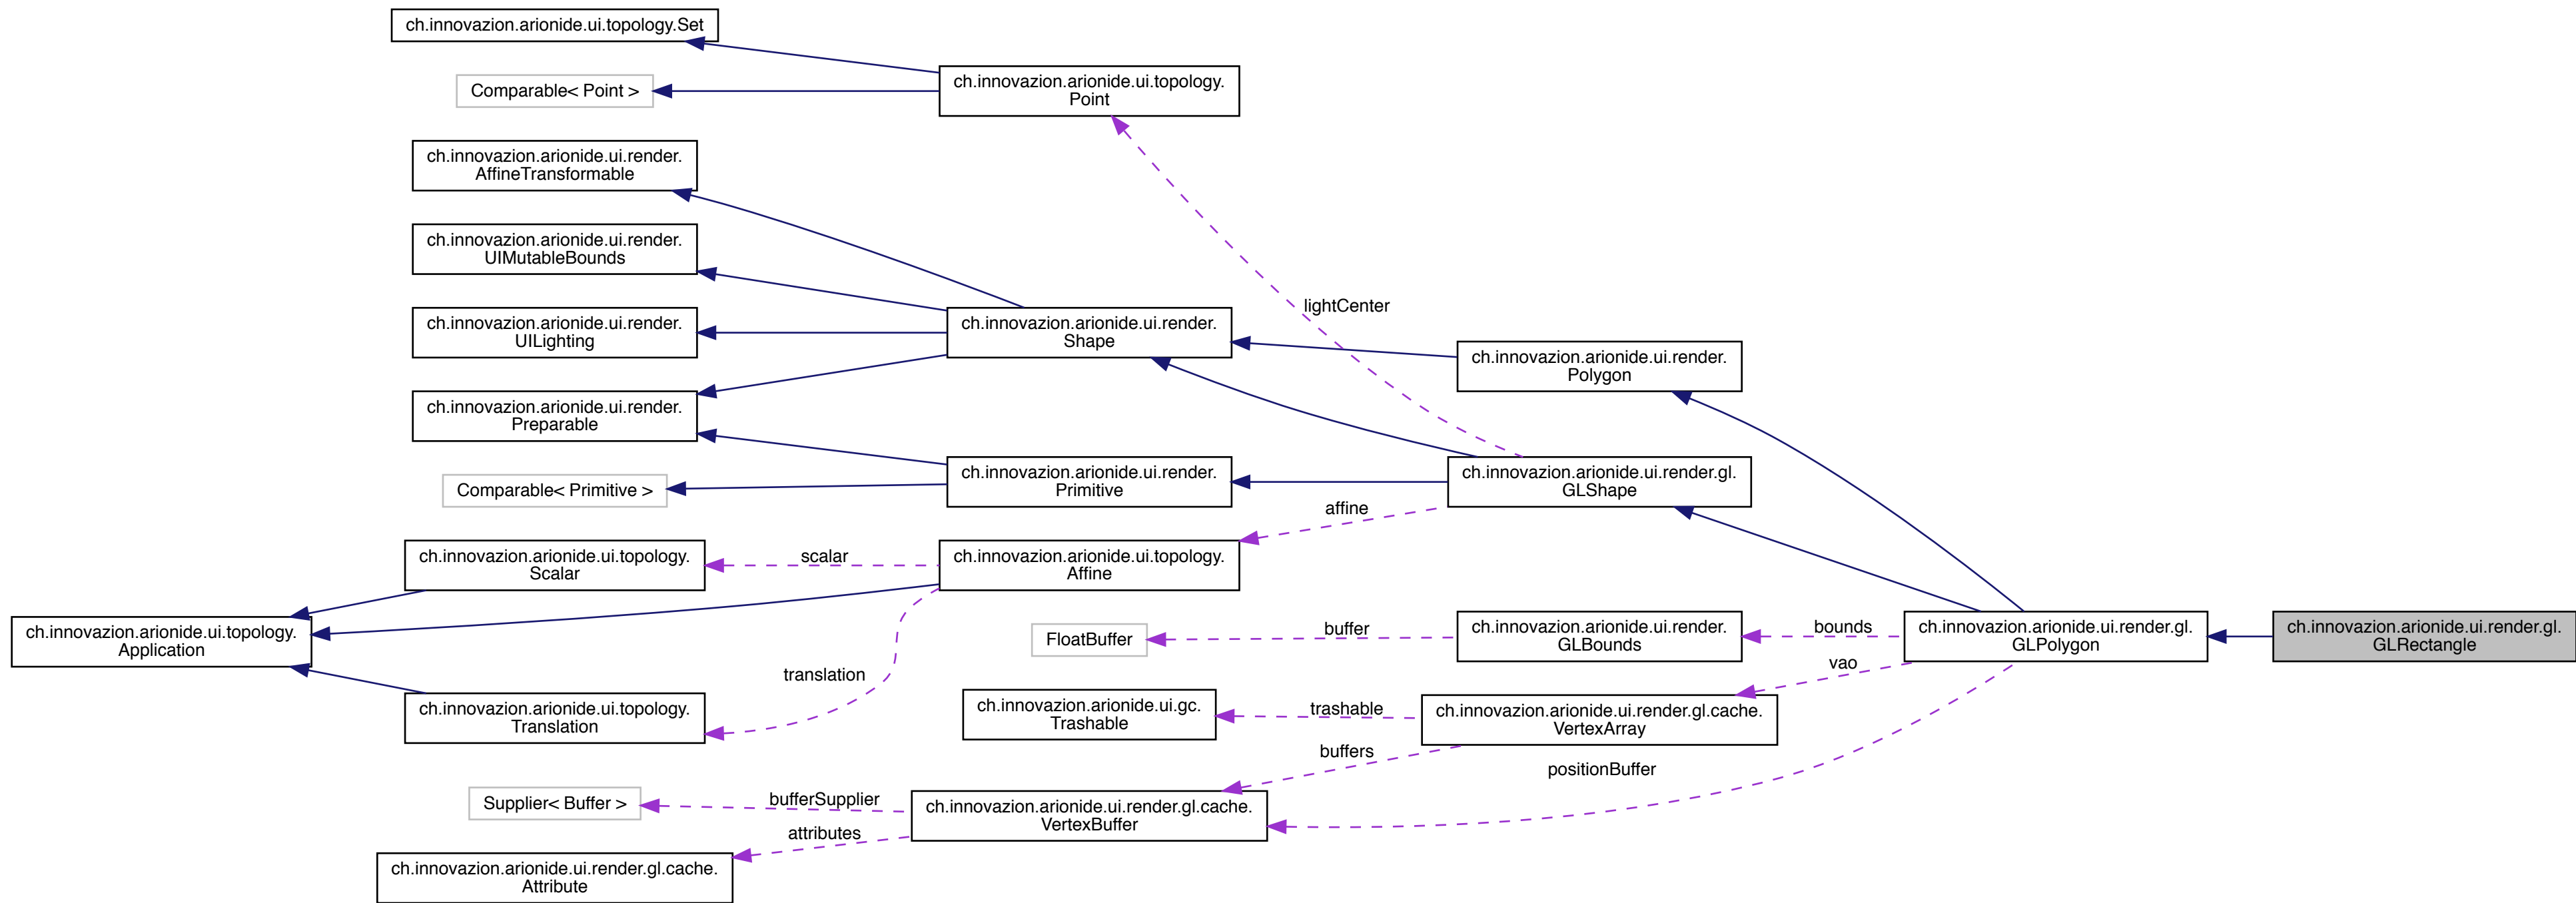 ch.innovazion.arionide.ui.topology.Set
Comparable< Point >
ch.innovazion.arionide.ui.topology.
Point
ch.innovazion.arionide.ui.render.
AffineTransformable
ch.innovazion.arionide.ui.render.
UIMutableBounds
lightCenter
ch.innovazion.arionide.ui.render.
UILighting
ch.innovazion.arionide.ui.render.
Shape
ch.innovazion.arionide.ui.render.
Polygon
ch.innovazion.arionide.ui.render.
Preparable
Comparable< Primitive >
ch.innovazion.arionide.ui.render.
Primitive
ch.innovazion.arionide.ui.render.gl.
GLShape
affine
ch.innovazion.arionide.ui.topology.
Scalar
scalar
ch.innovazion.arionide.ui.topology.
Affine
ch.innovazion.arionide.ui.topology.
Application
translation
FloatBuffer
buffer
ch.innovazion.arionide.ui.render.
GLBounds
bounds
vao
ch.innovazion.arionide.ui.render.gl.
GLPolygon
ch.innovazion.arionide.ui.render.gl.
GLRectangle
ch.innovazion.arionide.ui.topology.
Translation
ch.innovazion.arionide.ui.gc.
Trashable
trashable
ch.innovazion.arionide.ui.render.gl.cache.
VertexArray
buffers
positionBuffer
Supplier< Buffer >
bufferSupplier
ch.innovazion.arionide.ui.render.gl.cache.
VertexBuffer
attributes
ch.innovazion.arionide.ui.render.gl.cache.
Attribute